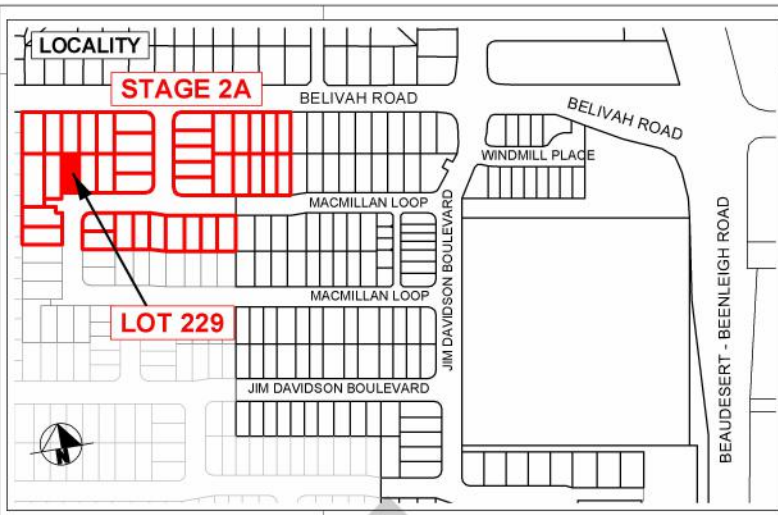 LOCALITY
STAGE 2A
BELIVAH ROAD
BELIVAH ROAD
WINDMILL PLACE
MACMILLAN LOOP
JIM DAVIDSON BOULEVARD
BEAUDESERT - BEENLEIGH ROAD
MACMILLAN LOOP
LOT 229
JIM DAVIDSON BOULEVARD
N